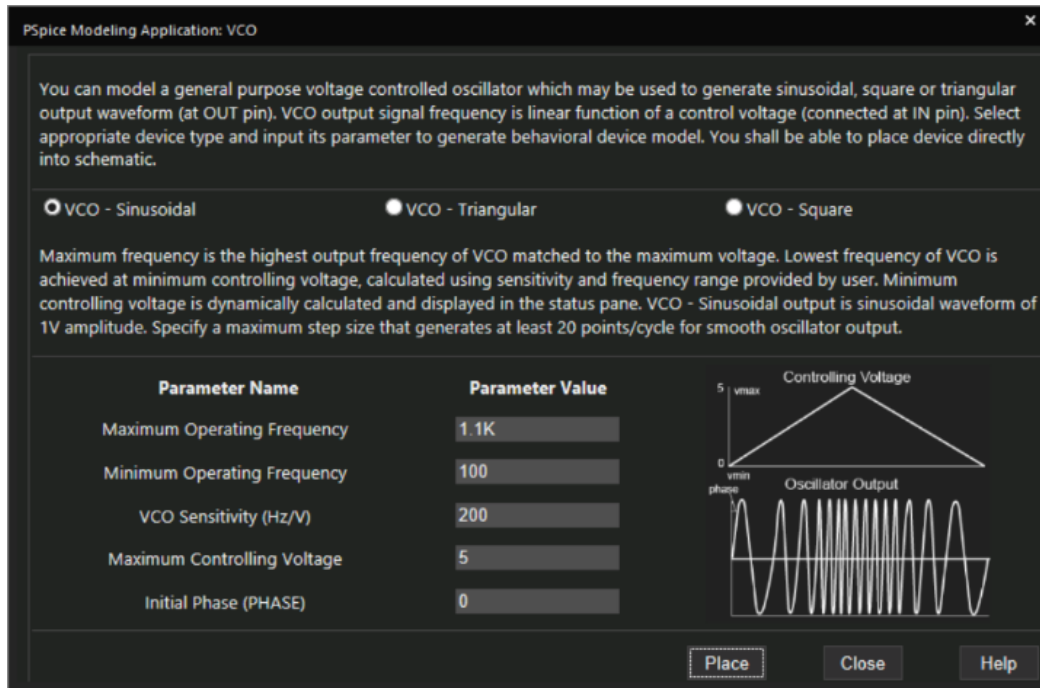 PSpice Modeling Application: VCO
×
You can model a general purpose voltage controlled oscillator which may be used to generate sinusoidal, square or triangular
output waveform (at OUT pin). VCO output signal frequency is linear function of a control voltage (connected at IN pin). Select
appropriate device type and input its parameter to generate behavioral device model. You shall be able to place device directly
into schematic.
VCO - Sinusoidal
VCO - Triangular
VCO - Square
Maximum frequency is the highest output frequency of VCO matched to the maximum voltage. Lowest frequency of VCO is
achieved at minimum controlling voltage, calculated using sensitivity and frequency range provided by user. Minimum
controlling voltage is dynamically calculated and displayed in the status pane. VCO - Sinusoidal output is sinusoidal waveform of
1V amplitude. Specify a maximum step size that generates at least 20 points/cycle for smooth oscillator output.
Parameter Name Parameter Value
Maximum Operating Frequency 1.1K
Minimum Operating Frequency 100
VCO Sensitivity (Hz/V) 200
Maximum Controlling Voltage 5
Initial Phase (PHASE) 0
Controlling Voltage
5 vmax
0
vmin
phase
Oscillator Output
Place
Close
Help